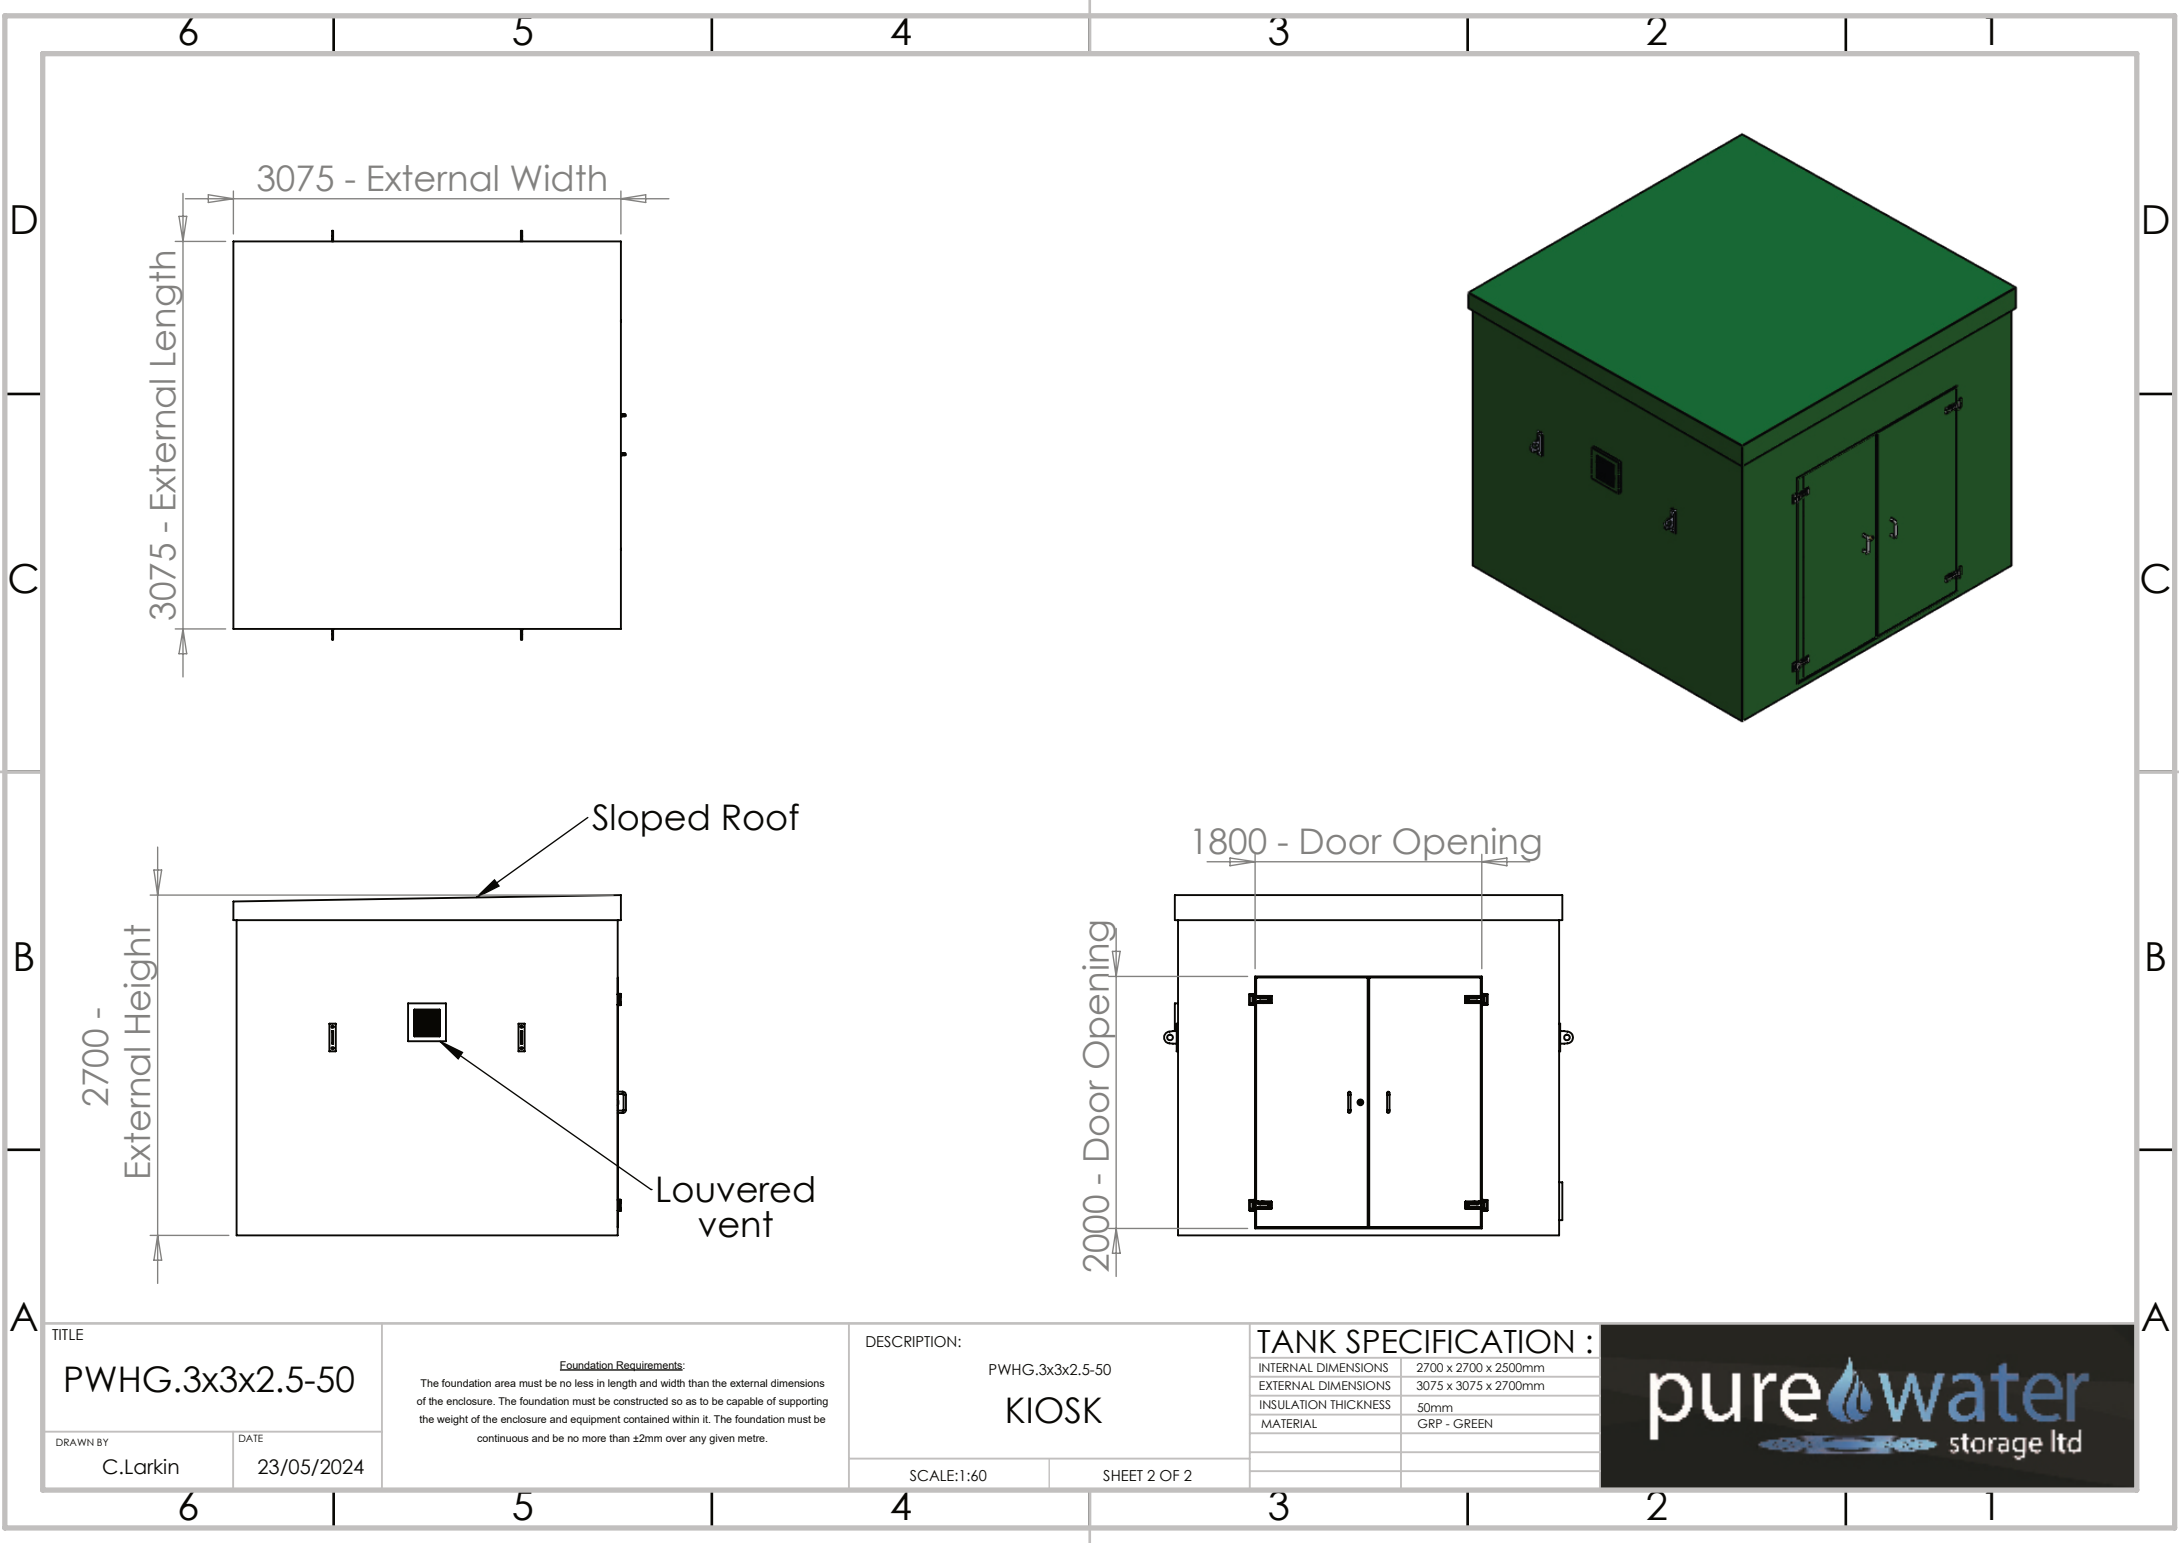 6 5 4 3 2 1
D D
C C
B B
A A
3075 - External Width
3075 - External Length
Sloped Roof
2700 -
External Height
Louvered
vent
1800 - Door Opening
2000 - Door Opening
TITLE
PWHG.3x3x2.5-50
DRAWN BY
C.Larkin
DATE
23/05/2024
Foundation Requirements:
The foundation area must be no less in length and width than the external dimensions
of the enclosure. The foundation must be constructed so as to be capable of supporting
the weight of the enclosure and equipment contained within it. The foundation must be
continuous and be no more than ±2mm over any given metre.
DESCRIPTION:
PWHG.3x3x2.5-50
KIOSK
SCALE:1:60
SHEET 2 OF 2
TANK SPECIFICATION :
INTERNAL DIMENSIONS 2700 x 2700 x 2500mm
EXTERNAL DIMENSIONS 3075 x 3075 x 2700mm
INSULATION THICKNESS 50mm
MATERIAL GRP - GREEN
pure water
storage ltd
6 5 4 3 2 1